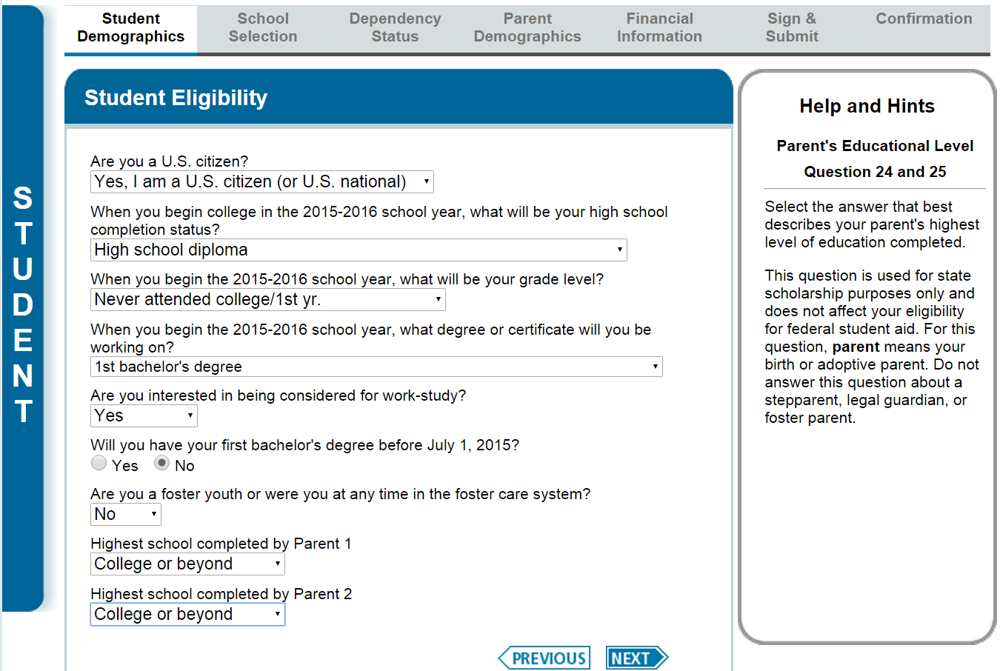 Student Demographics
School Selection
Dependency Status
Parent Demographics
Financial Information
Sign & Submit
Confirmation
STUDENT
Student Eligibility
Are you a U.S. citizen?
Yes, I am a U.S. citizen (or U.S. national)
When you begin college in the 2015-2016 school year, what will be your high school
completion status?
High school diploma
When you begin the 2015-2016 school year, what will be your grade level?
Never attended college/1st yr.
When you begin the 2015-2016 school year, what degree or certificate will you be
working on?
1st bachelor's degree
Are you interested in being considered for work-study?
Yes
Will you have your first bachelor's degree before July 1, 2015?
Yes No
Are you a foster youth or were you at any time in the foster care system?
No
Highest school completed by Parent 1
College or beyond
Highest school completed by Parent 2
College or beyond
PREVIOUS NEXT
Help and Hints
Parent's Educational Level
Question 24 and 25
Select the answer that best
describes your parent's highest
level of education completed.
This question is used for state
scholarship purposes only and
does not affect your eligibility
for federal student aid. For this
question, parent means your
birth or adoptive parent. Do not
answer this question about a
stepparent, legal guardian, or
foster parent.